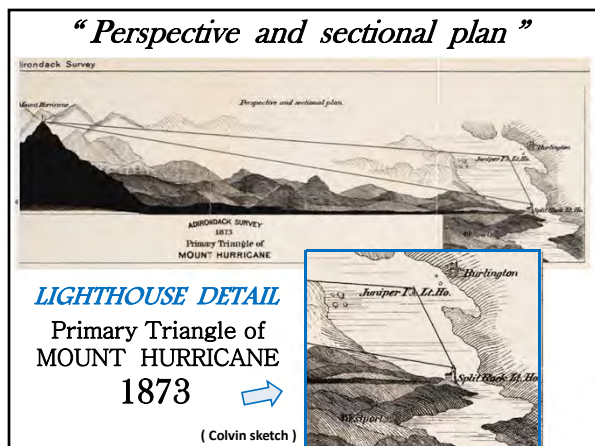 “ Perspective and sectional plan ”
irondack Survey
Mount Hurricane
Perspective and sectional plan.
Burlington
Juniper I. Lt. Ho.
Split Rock Lt. Ho
Westport
ADIRONDACK SURVEY
1873
Primary Triangle of
MOUNT HURRICANE
LIGHTHOUSE DETAIL
Primary Triangle of
MOUNT HURRICANE
1873
( Colvin sketch )
Burlington
Juniper I. Lt. Ho.
Split Rock Lt. Ho
Westport